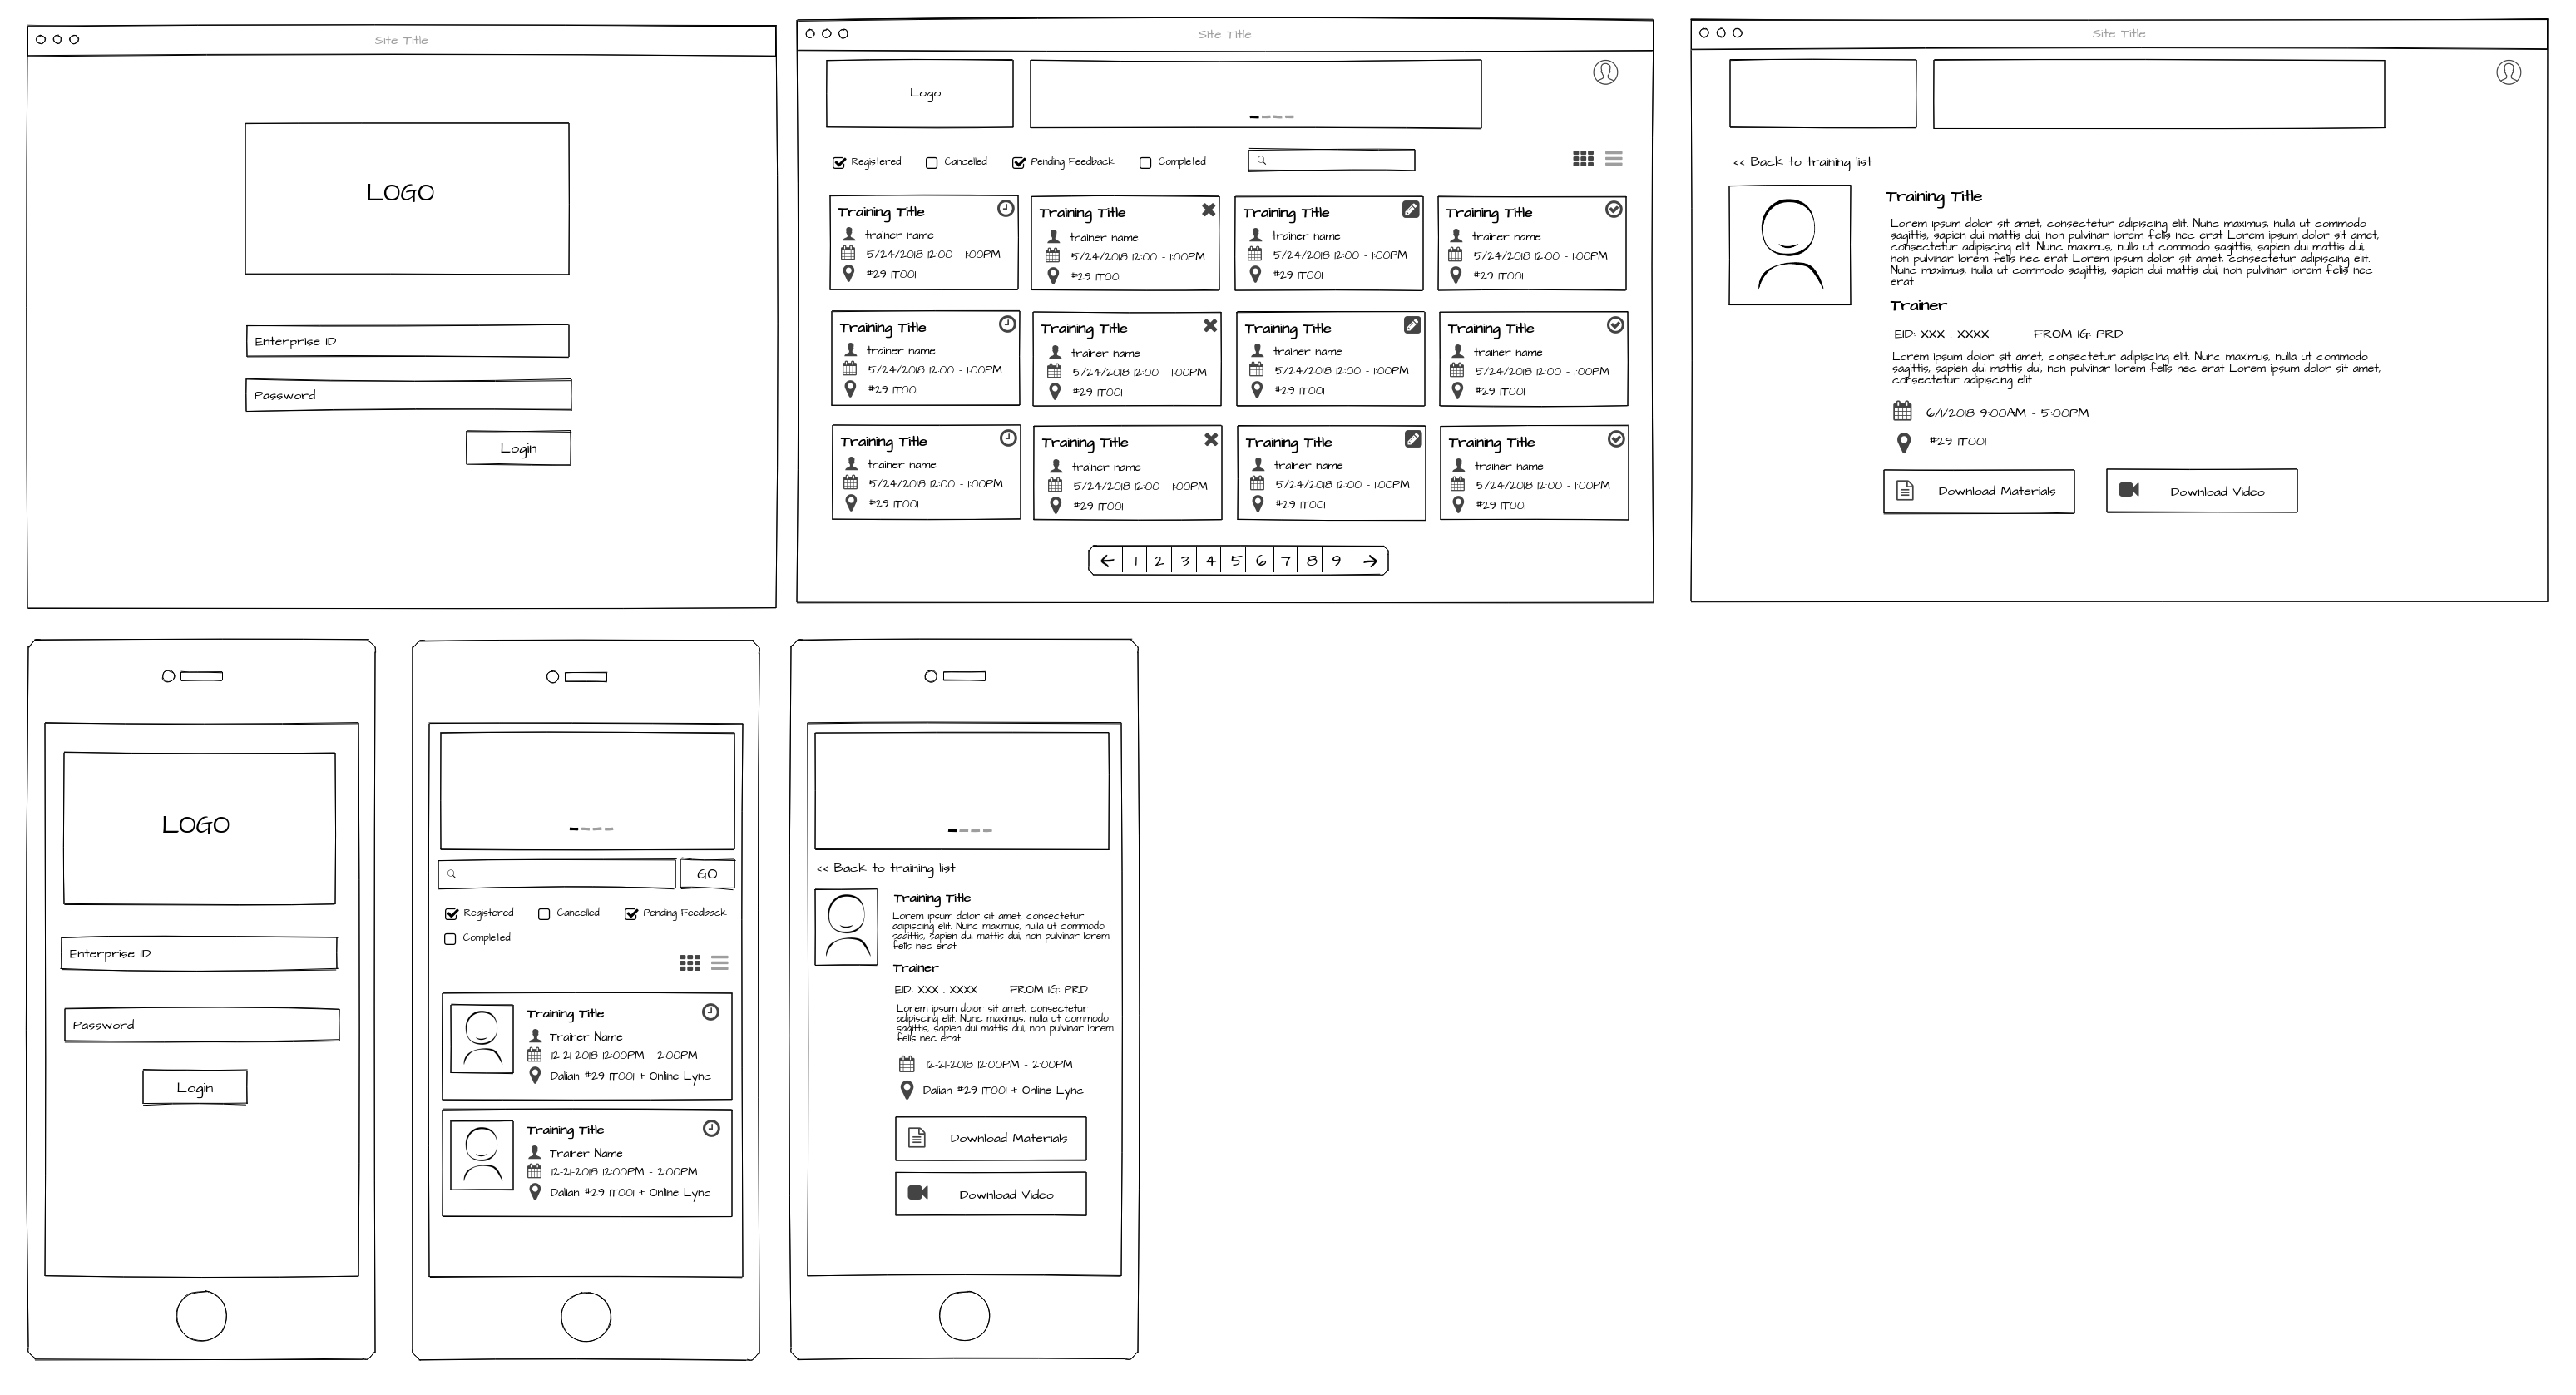 Site Title
LOGO
Enterprise ID
Password
Login
Site Title
Logo
Registered Cancelled Pending Feedback Completed
Training Title
trainer name
5/24/2018 12:00 - 1:00PM
#29 IT001
Training Title
trainer name
5/24/2018 12:00 - 1:00PM
#29 IT001
Training Title
trainer name
5/24/2018 12:00 - 1:00PM
#29 IT001
Training Title
trainer name
5/24/2018 12:00 - 1:00PM
#29 IT001
Training Title
trainer name
5/24/2018 12:00 - 1:00PM
#29 IT001
Training Title
trainer name
5/24/2018 12:00 - 1:00PM
#29 IT001
Training Title
trainer name
5/24/2018 12:00 - 1:00PM
#29 IT001
Training Title
trainer name
5/24/2018 12:00 - 1:00PM
#29 IT001
Training Title
trainer name
5/24/2018 12:00 - 1:00PM
#29 IT001
Training Title
trainer name
5/24/2018 12:00 - 1:00PM
#29 IT001
Training Title
trainer name
5/24/2018 12:00 - 1:00PM
#29 IT001
Training Title
trainer name
5/24/2018 12:00 - 1:00PM
#29 IT001
1 2 3 4 5 6 7 8 9
Site Title
<< Back to training list
Training Title
Lorem ipsum dolor sit amet, consectetur adipiscing elit. Nunc maximus, nulla ut commodo
sagittis, sapien dui mattis dui, non pulvinar lorem felis nec erat Lorem ipsum dolor sit amet,
consectetur adipiscing elit. Nunc maximus, nulla ut commodo sagittis, sapien dui mattis dui,
non pulvinar lorem felis nec erat Lorem ipsum dolor sit amet, consectetur adipiscing elit.
Nunc maximus, nulla ut commodo sagittis, sapien dui mattis dui, non pulvinar lorem felis nec
erat
Trainer
EID: XXX . XXXX FROM IG: PRD
Lorem ipsum dolor sit amet, consectetur adipiscing elit. Nunc maximus, nulla ut commodo
sagittis, sapien dui mattis dui, non pulvinar lorem felis nec erat Lorem ipsum dolor sit amet,
consectetur adipiscing elit.
6/1/2018 9:00AM - 5:00PM
#29 IT001
Download Materials Download Video
LOGO
Enterprise ID
Password
Login
GO
Registered Cancelled Pending Feedback
Completed
Training Title
Trainer Name
12-21-2018 12:00PM - 2:00PM
Dalian #29 IT001 + Online Lync
Training Title
Trainer Name
12-21-2018 12:00PM - 2:00PM
Dalian #29 IT001 + Online Lync
<< Back to training list
Training Title
Lorem ipsum dolor sit amet, consectetur
adipiscing elit. Nunc maximus, nulla ut commodo
sagittis, sapien dui mattis dui, non pulvinar lorem
felis nec erat
Trainer
EID: XXX . XXXX FROM IG: PRD
Lorem ipsum dolor sit amet, consectetur
adipiscing elit. Nunc maximus, nulla ut commodo
sagittis, sapien dui mattis dui, non pulvinar lorem
felis nec erat
12-21-2018 12:00PM - 2:00PM
Dalian #29 IT001 + Online Lync
Download Materials
Download Video